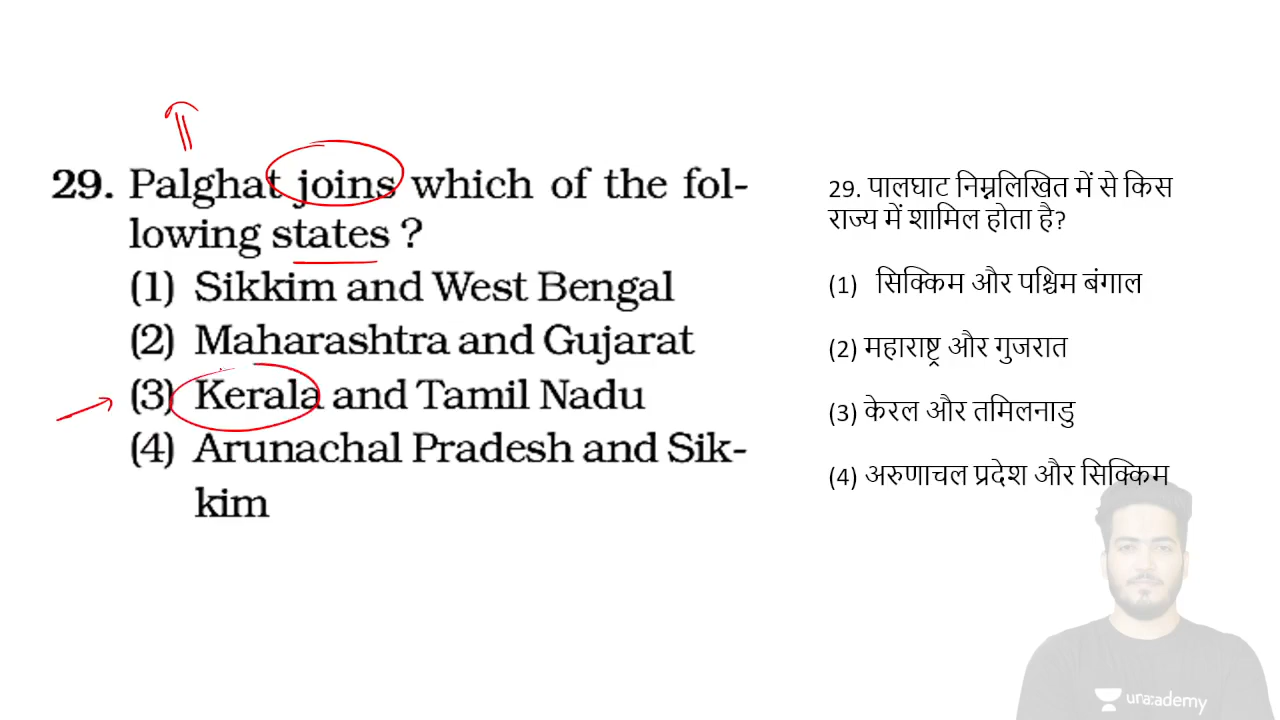 29. Palghat joins which of the fol-
lowing states ?
(1) Sikkim and West Bengal
(2) Maharashtra and Gujarat
(3) Kerala and Tamil Nadu
(4) Arunachal Pradesh and Sik-
kim
29. पालघाट निम्नलिखित में से किस
राज्य में शामिल होता है?
(1) सिक्किम और पश्चिम बंगाल
(2) महाराष्ट्र और गुजरात
(3) केरल और तमिलनाडु
(4) अरुणाचल प्रदेश और सिक्किम
unacademy